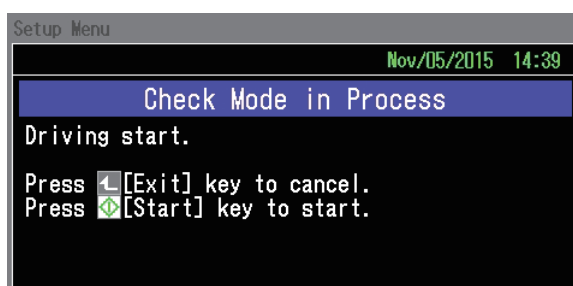 Setup Menu
Nov/05/2015 14:39
Check Mode in Process
Driving start.
Press [Exit] key to cancel.
Press [Start] key to start.